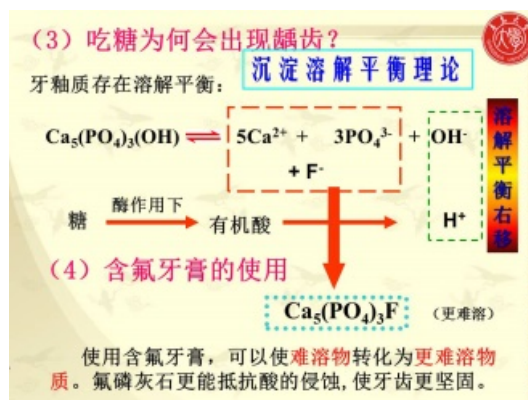 （3）吃糖为何会出现龋齿？
沉淀溶解平衡理论
牙釉质存在溶解平衡：
Ca₅(PO₄)₃(OH) ⇌ 5Ca²⁺ + 3PO₄³⁻ + OH⁻
+ F⁻
溶解平衡右移
糖 酶作用下 有机酸 H⁺
（4）含氟牙膏的使用
Ca₅(PO₄)₃F （更难溶）
使用含氟牙膏，可以使难溶物转化为更难溶物
质。氟磷灰石更能抵抗酸的侵蚀,使牙齿更坚固。